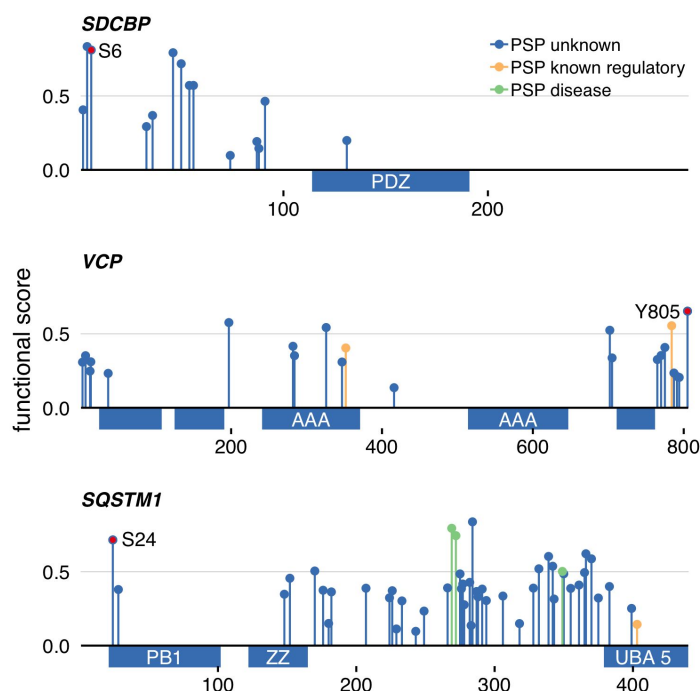 SDCBP
S6
PSP unknown
PSP known regulatory
PSP disease
0.5
0.0
PDZ
100 200
VCP
Y805
0.5
0.0
AAA AAA
200 400 600 800
functional score
SQSTM1
S24
0.5
0.0
PB1 ZZ UBA 5
100 200 300 400